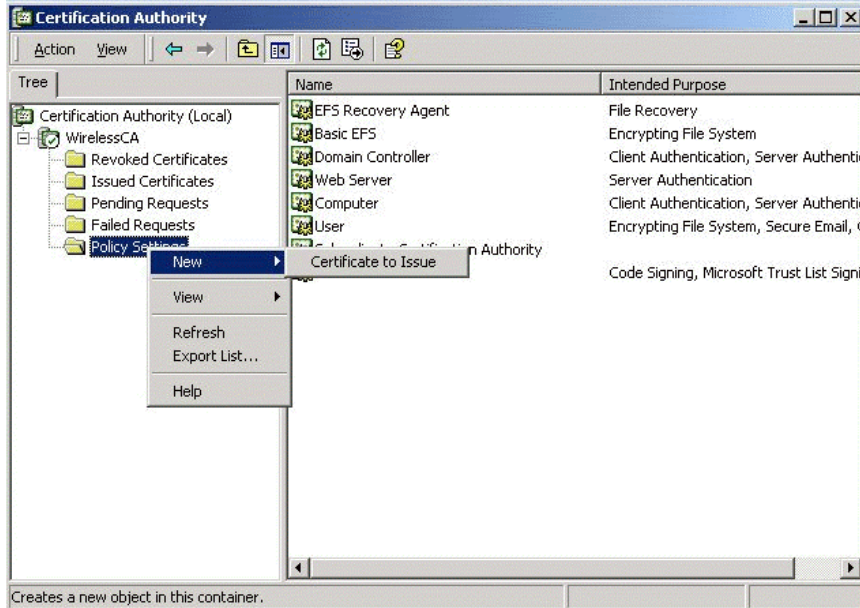 Certification Authority
Action View
Tree
Name Intended Purpose
Certification Authority (Local)
WirelessCA
Revoked Certificates
Issued Certificates
Pending Requests
Failed Requests
Policy Settings
EFS Recovery Agent File Recovery
Basic EFS Encrypting File System
Domain Controller Client Authentication, Server Authenti
Web Server Server Authentication
Computer Client Authentication, Server Authenti
User Encrypting File System, Secure Email,
Authority
Code Signing, Microsoft Trust List Signi
New
Certificate to Issue
View
Refresh
Export List...
Help
Creates a new object in this container.